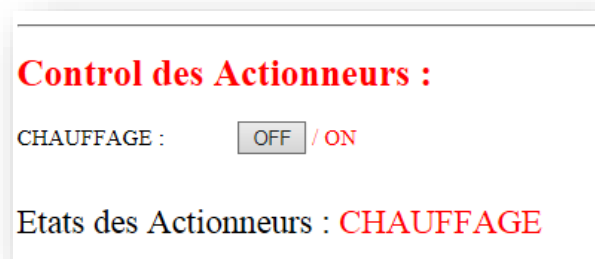 Control des Actionneurs :
CHAUFFAGE : OFF / ON
Etats des Actionneurs : CHAUFFAGE